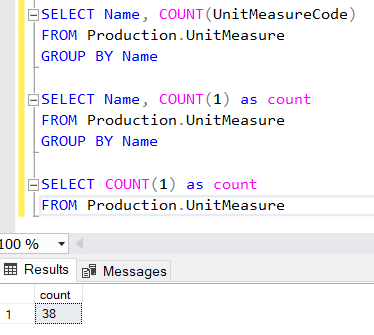 SELECT Name, COUNT(UnitMeasureCode)
FROM Production.UnitMeasure
GROUP BY Name
SELECT Name, COUNT(1) as count
FROM Production.UnitMeasure
GROUP BY Name
SELECT COUNT(1) as count
FROM Production.UnitMeasure
100 %
Results Messages
count
1 38